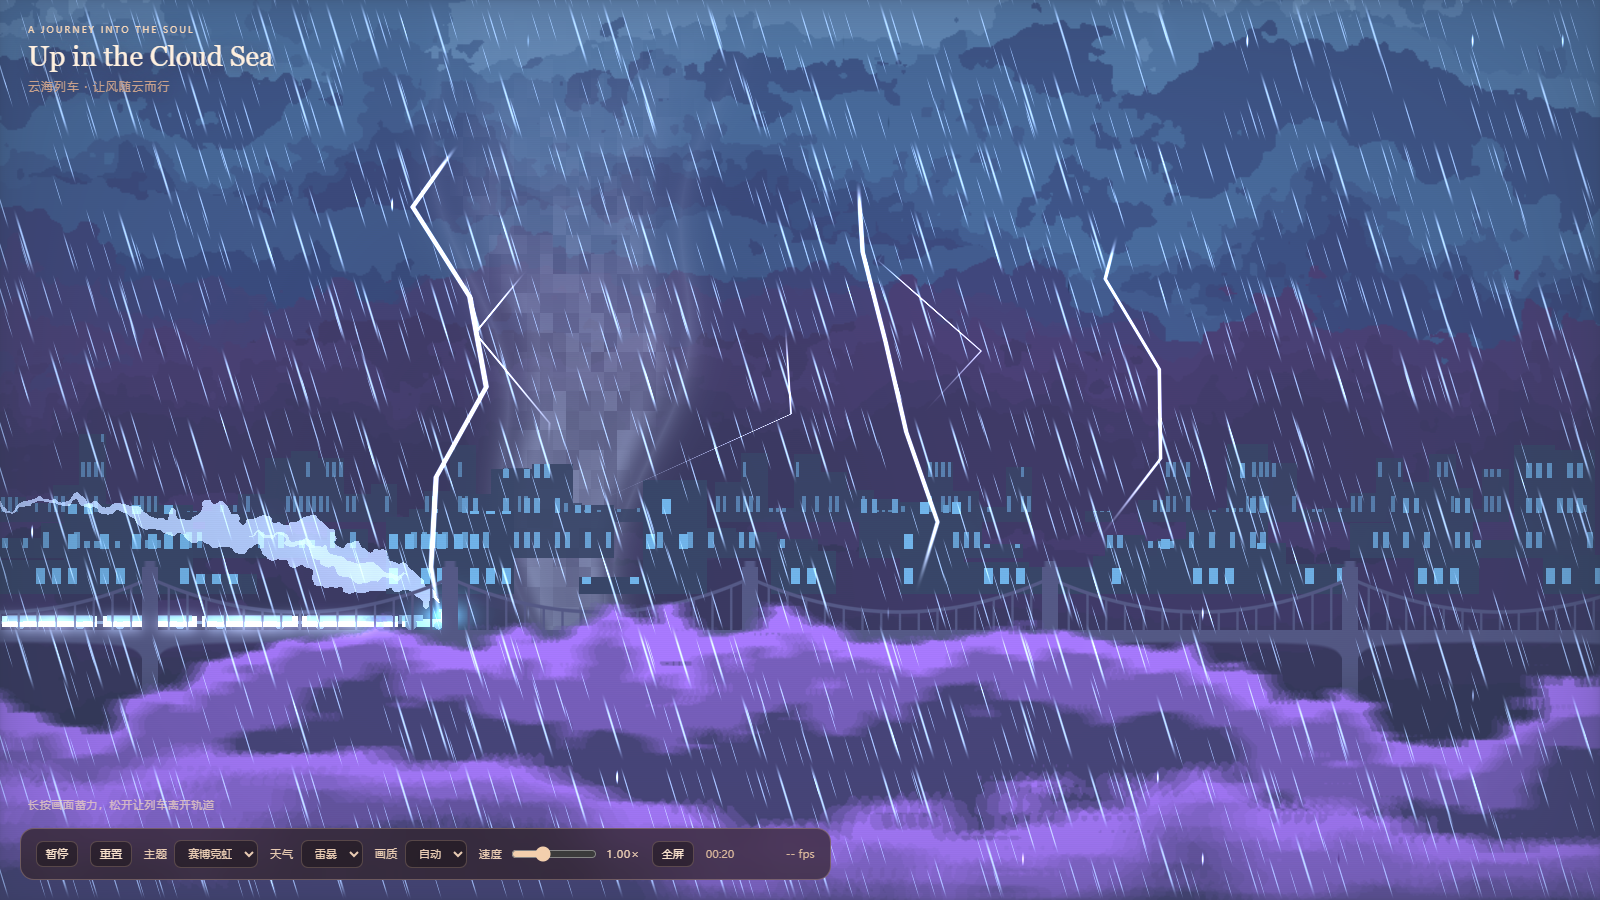 A JOURNEY INTO THE SOUL
Up in the Cloud Sea
云海列车 · 让风随云而行
长按画面蓄力，松开让列车离开轨道
暂停 重置 主题 赛博霓虹 天气 雷暴 画质 自动 速度 1.00× 全屏 00:20 -- fps